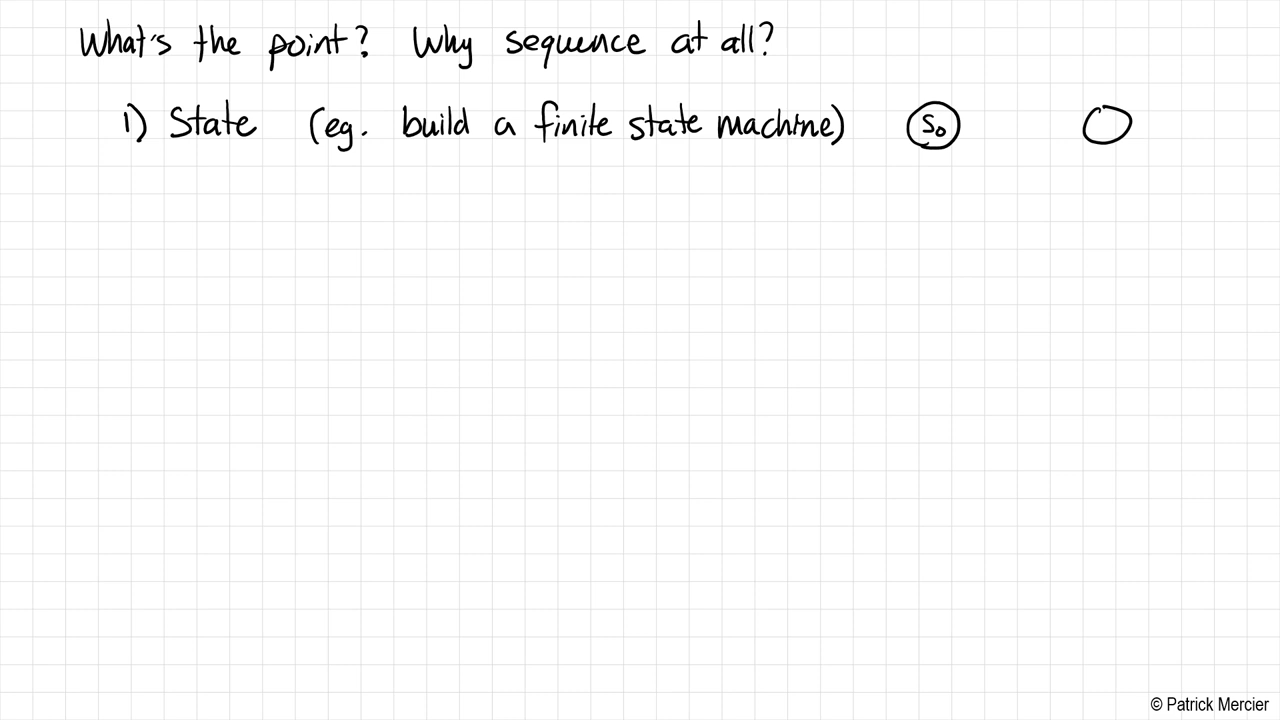 What's the point? Why sequence at all?
1) State (eg. build a finite state machine) S0
© Patrick Mercier